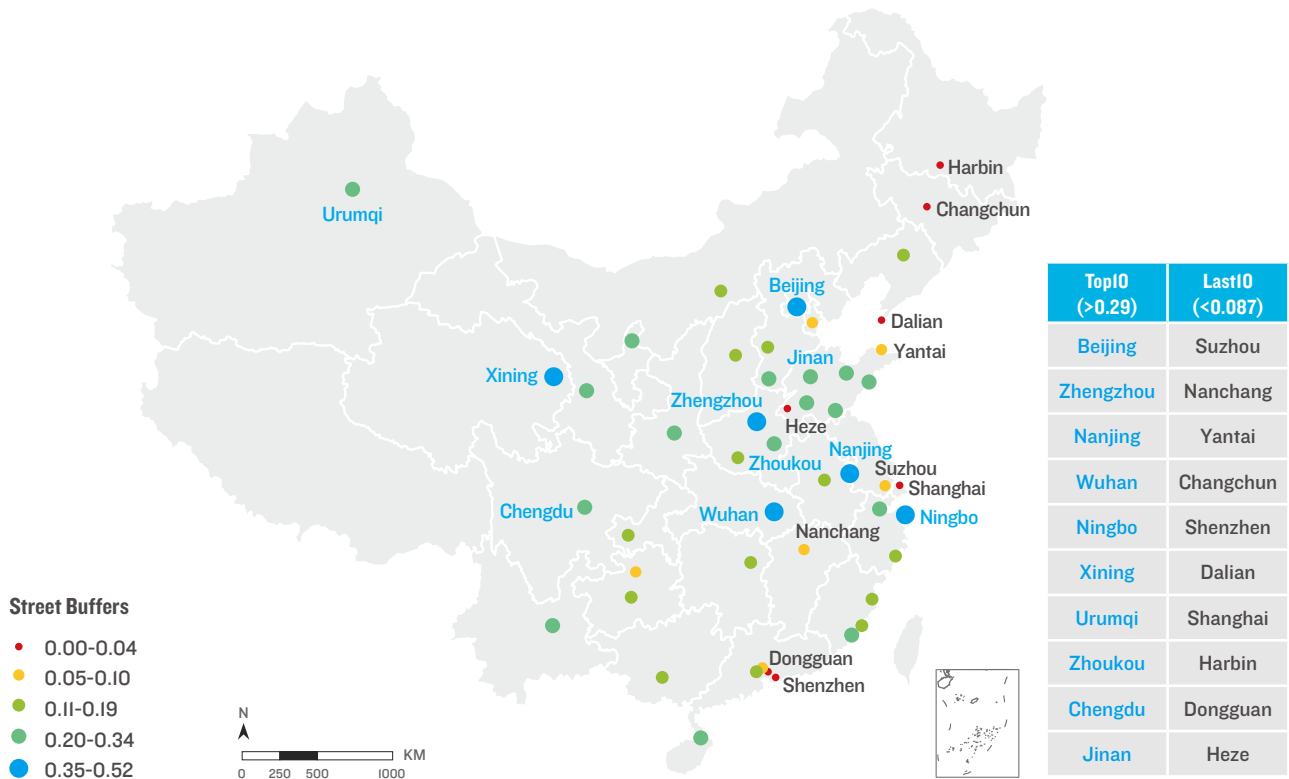 Harbin
Changchun
Urumqi
Beijing
Dalian
Yantai
Jinan
Xining
Zhengzhou
Heze
Nanjing
Zhoukou
Suzhou
Shanghai
Chengdu
Wuhan
Ningbo
Nanchang
Dongguan
Shenzhen
Street Buffers
0.00-0.04
0.05-0.10
0.11-0.19
0.20-0.34
0.35-0.52
N
KM
0 250 500 1000
Top10 Last10
(>0.29) (<0.087)
Beijing Suzhou
Zhengzhou Nanchang
Nanjing Yantai
Wuhan Changchun
Ningbo Shenzhen
Xining Dalian
Urumqi Shanghai
Zhoukou Harbin
Chengdu Dongguan
Jinan Heze